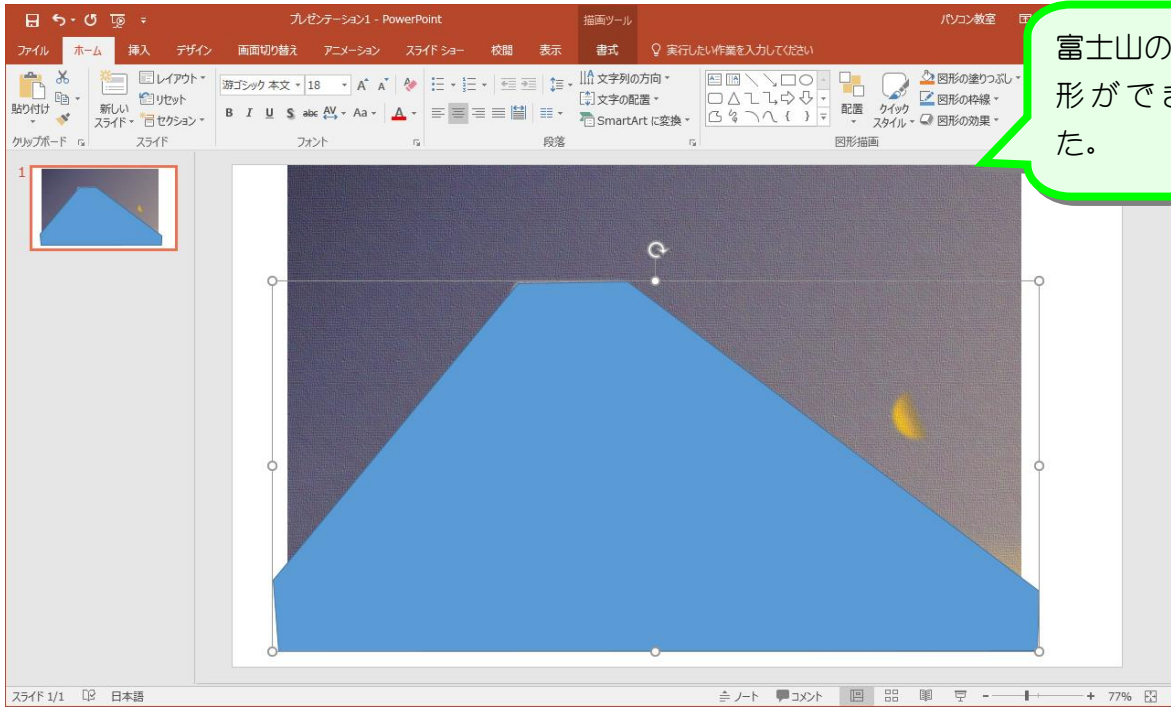 プレゼンテーション1 - PowerPoint
描画ツール
パソコン教室
ファイル ホーム 挿入 デザイン 画面切り替え アニメーション スライド ショー 校閲 表示 書式 実行したい作業を入力してください
富士山の
形ができま
た。
貼り付け
新しい
スライド
レイアウト
リセット
セクション
游ゴシック 本文 18
B I U S abc AV Aa A
文字列の方向
文字の配置
SmartArt に変換
配置
クイック
スタイル
図形の塗りつぶし
図形の枠線
図形の効果
クリップボード スライド フォント 段落 図形描画
1
スライド 1/1 日本語 ノート コメント 77%